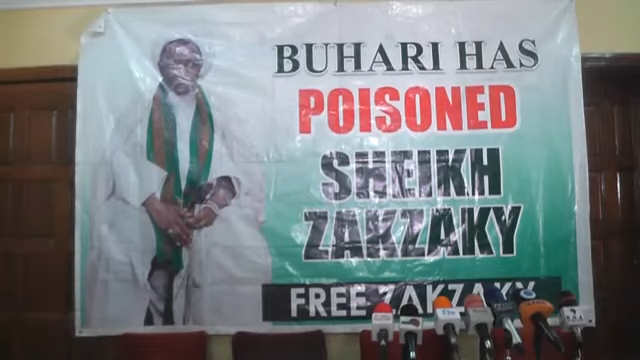 BUHARI HAS
POISONED
SHEIKH
ZAKZAKY
FREE ZAKZAKY